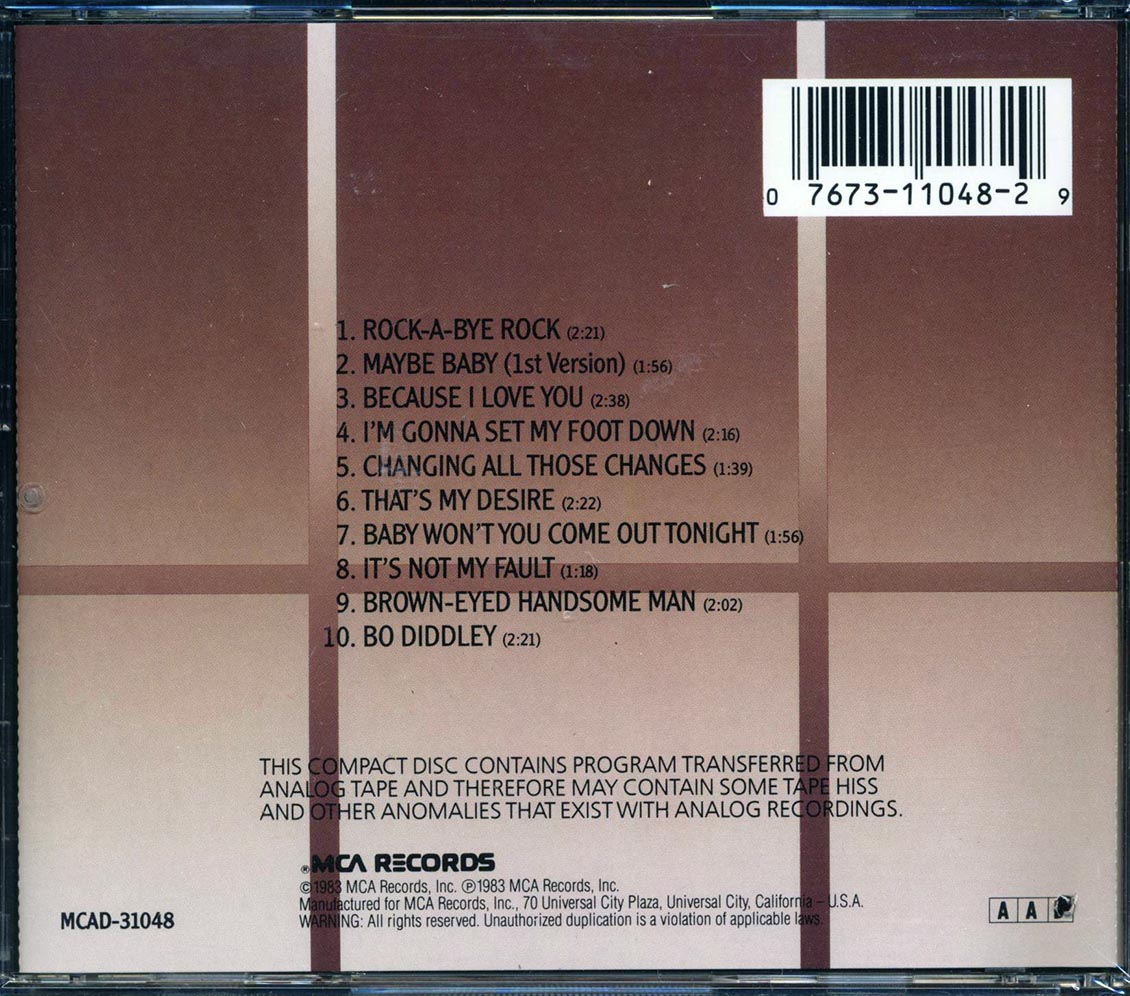 0 7673-11048-2 9
1. ROCK-A-BYE ROCK (2:21)
2. MAYBE BABY (1st Version) (1:56)
3. BECAUSE I LOVE YOU (2:38)
4. I'M GONNA SET MY FOOT DOWN (2:16)
5. CHANGING ALL THOSE CHANGES (1:39)
6. THAT'S MY DESIRE (2:22)
7. BABY WON'T YOU COME OUT TONIGHT (1:56)
8. IT'S NOT MY FAULT (1:18)
9. BROWN-EYED HANDSOME MAN (2:02)
10. BO DIDDLEY (2:21)
THIS COMPACT DISC CONTAINS PROGRAM TRANSFERRED FROM
ANALOG TAPE AND THEREFORE MAY CONTAIN SOME TAPE HISS
AND OTHER ANOMALIES THAT EXIST WITH ANALOG RECORDINGS.
®MCA RECORDS
©1983 MCA Records, Inc. ℗1983 MCA Records, Inc.
Manufactured for MCA Records, Inc., 70 Universal City Plaza, Universal City, California – U.S.A.
WARNING: All rights reserved. Unauthorized duplication is a violation of applicable laws.
MCAD-31048
A A